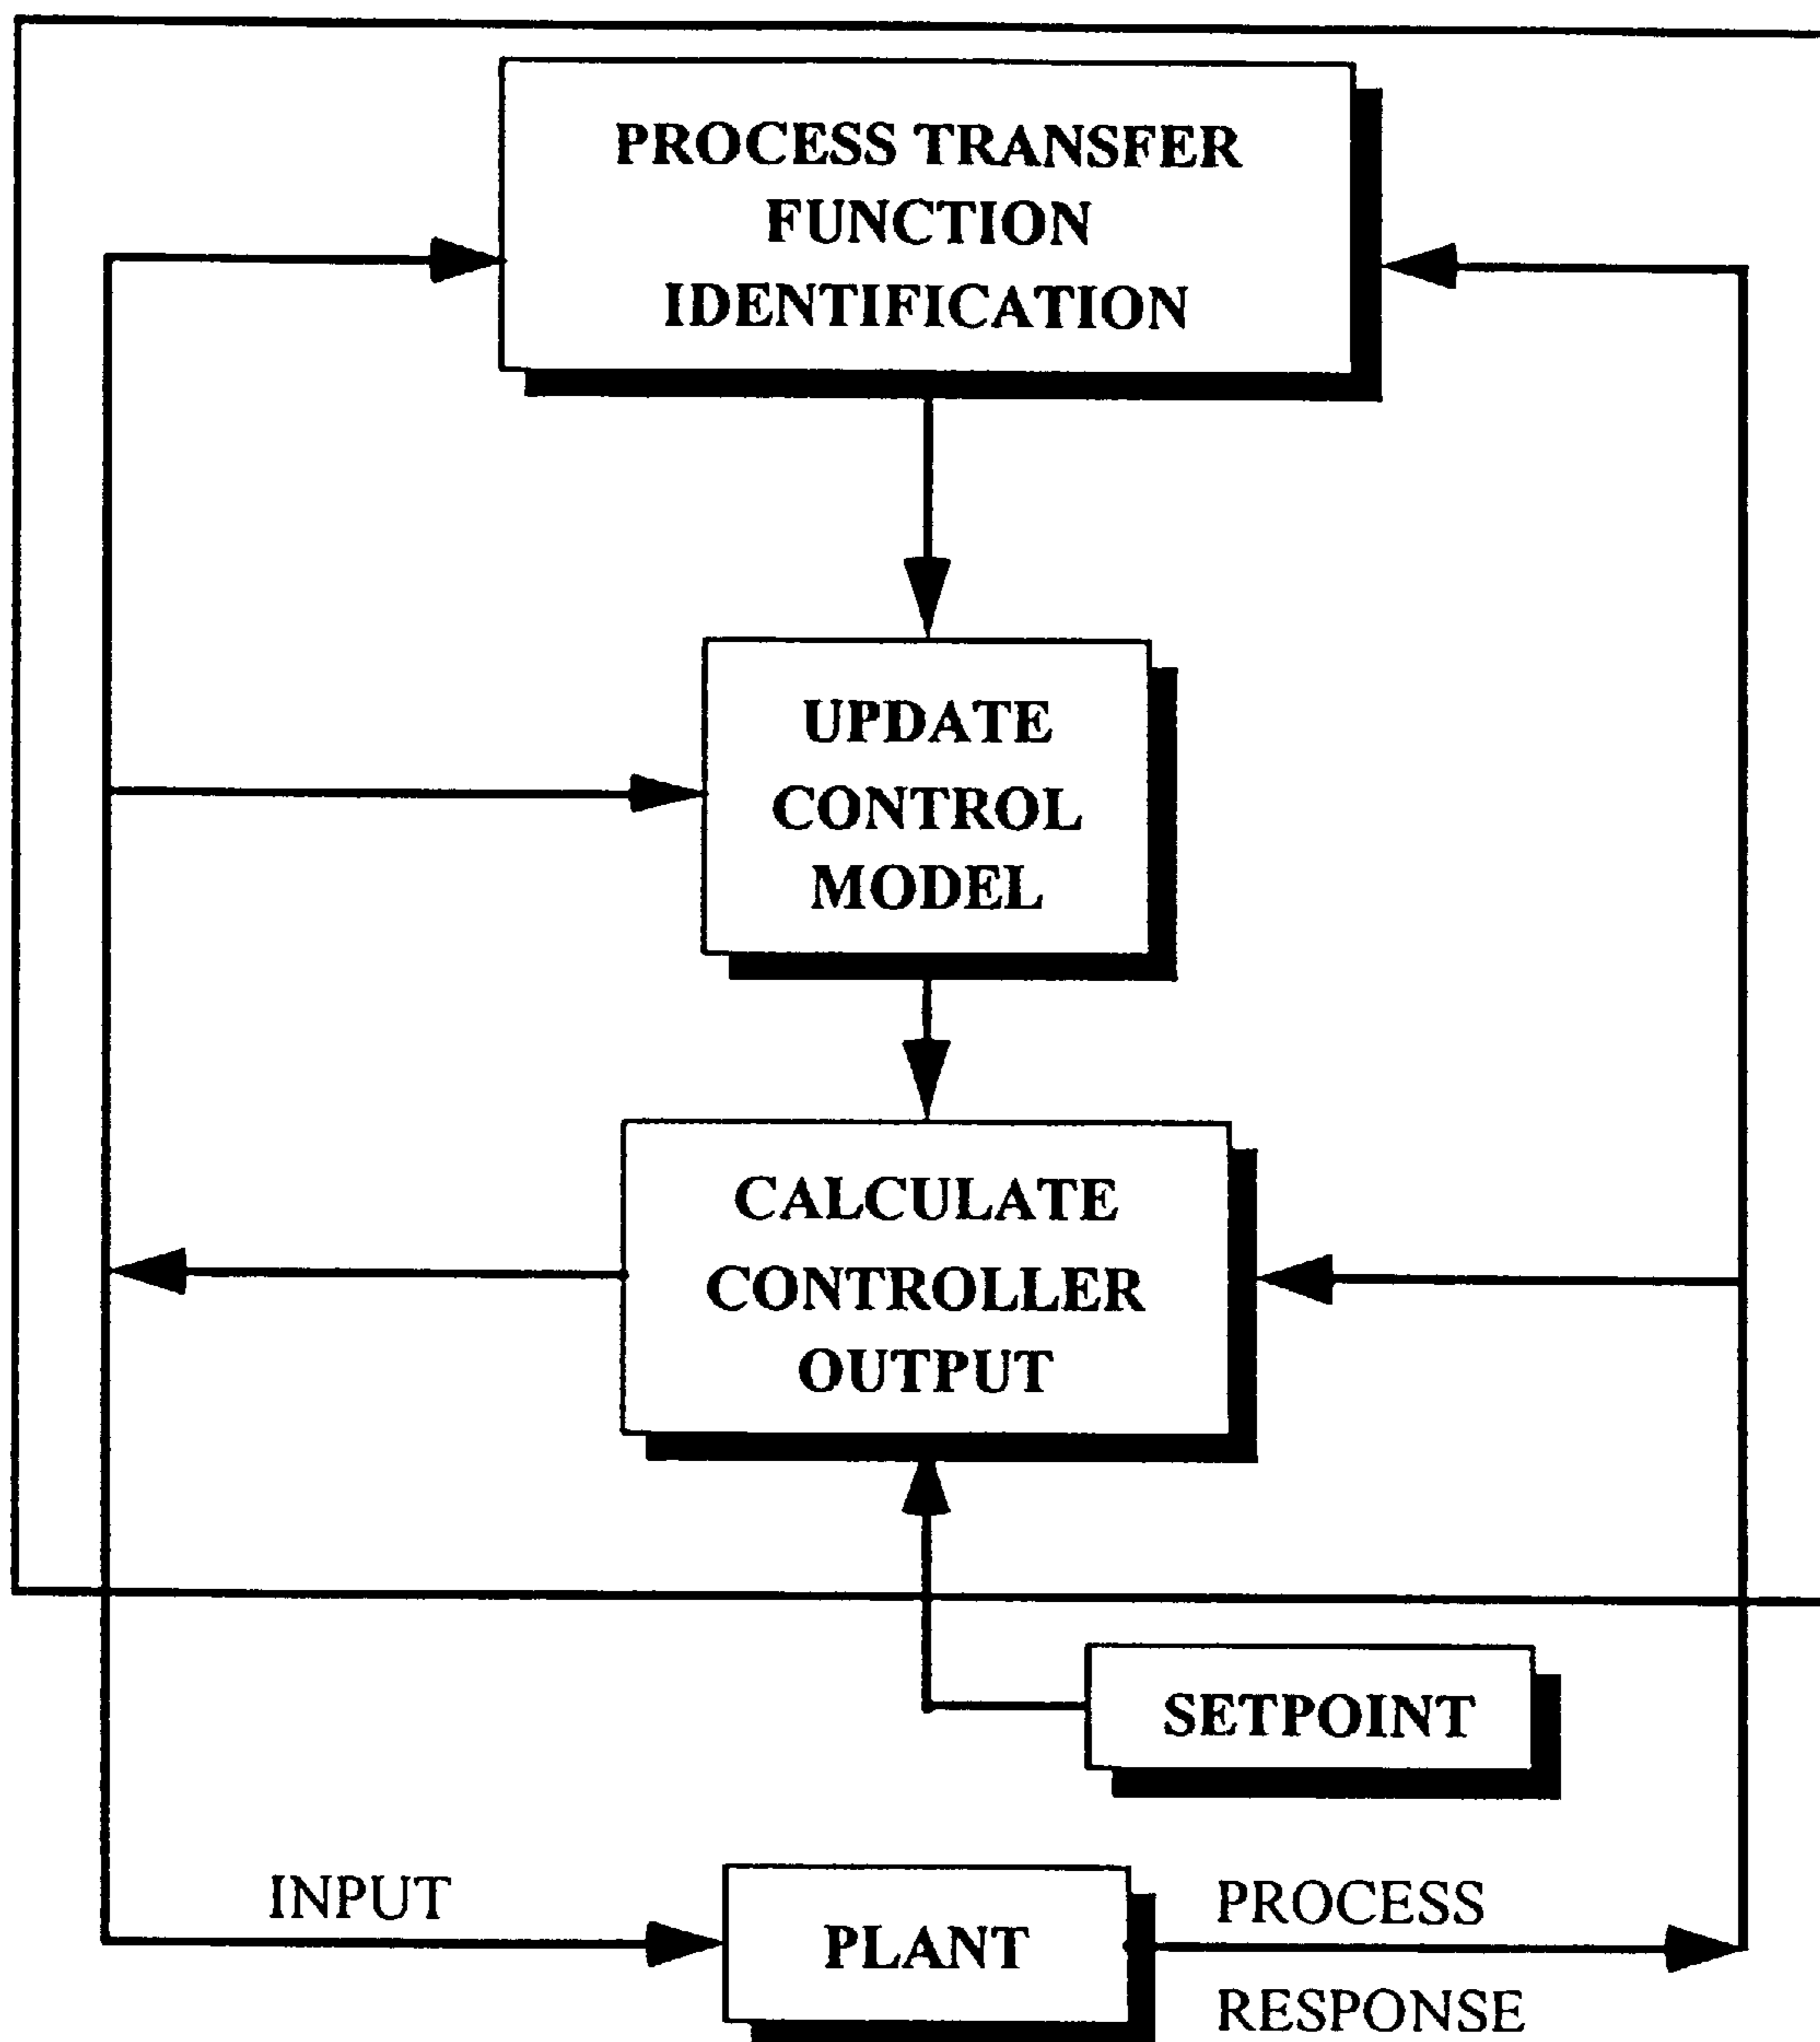 PROCESS TRANSFER
FUNCTION
IDENTIFICATION
UPDATE
CONTROL
MODEL
CALCULATE
CONTROLLER
OUTPUT
SETPOINT
INPUT
PLANT
PROCESS
RESPONSE